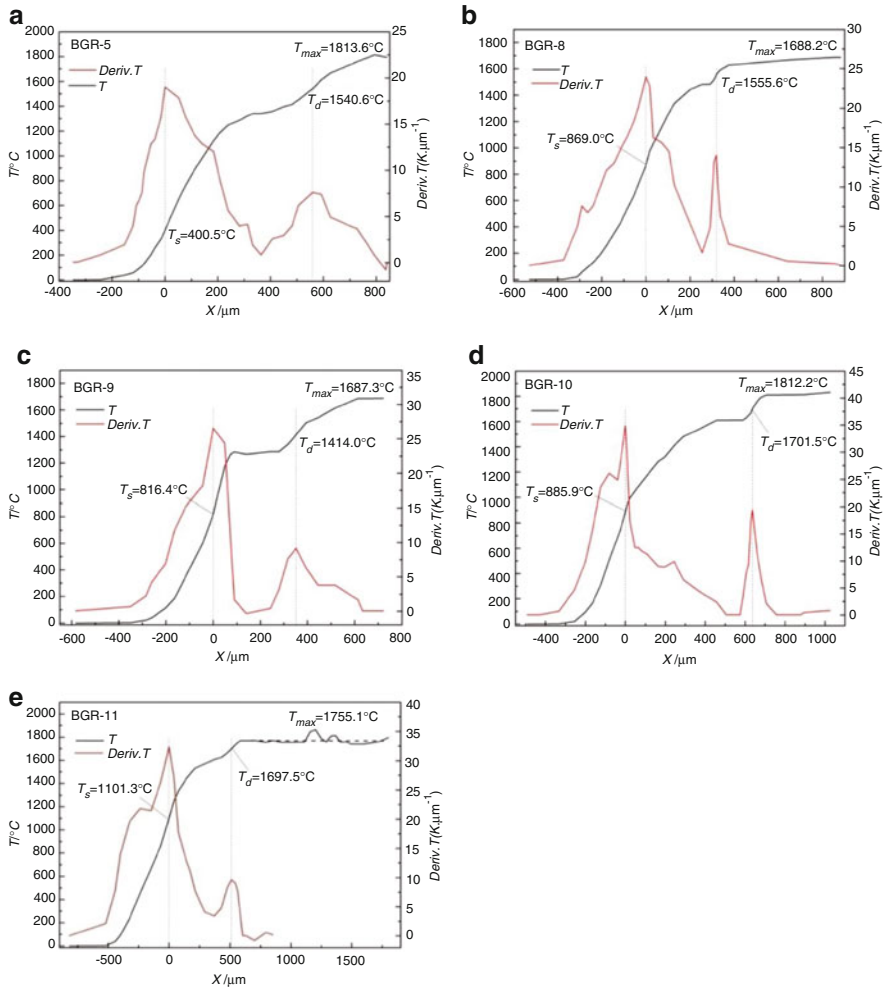 a
BGR-5
Deriv.T
T
Tmax=1813.6°C
Td=1540.6°C
Ts=400.5°C
2000
1800
1600
1400
1200
1000
800
600
400
200
0
T/°C
25
20
15
10
5
0
Deriv.T(K.μm-1)
-400 -200 0 200 400 600 800
X/μm
b
BGR-8
T
Deriv.T
Tmax=1688.2°C
Td=1555.6°C
Ts=869.0°C
1800
1600
1400
1200
1000
800
600
400
200
0
T/°C
30
25
20
15
10
5
0
Deriv.T(K.μm-1)
-600 -400 -200 0 200 400 600 800
X/μm
c
BGR-9
T
Deriv.T
Tmax=1687.3°C
Td=1414.0°C
Ts=816.4°C
1800
1600
1400
1200
1000
800
600
400
200
0
T/°C
35
30
25
20
15
10
5
0
Deriv.T(K.μm-1)
-600 -400 -200 0 200 400 600 800
X/μm
d
BGR-10
T
Deriv.T
Tmax=1812.2°C
Td=1701.5°C
Ts=885.9°C
2000
1800
1600
1400
1200
1000
800
600
400
200
0
T/°C
45
40
35
30
25
20
15
10
5
0
Deriv.T(K.μm-1)
-400 -200 0 200 400 600 800 1000
X/μm
e
BGR-11
T
Deriv.T
Tmax=1755.1°C
Td=1697.5°C
Ts=1101.3°C
2000
1800
1600
1400
1200
1000
800
600
400
200
0
T/°C
40
35
30
25
20
15
10
5
0
Deriv.T(K.μm-1)
-500 0 500 1000 1500
X/μm